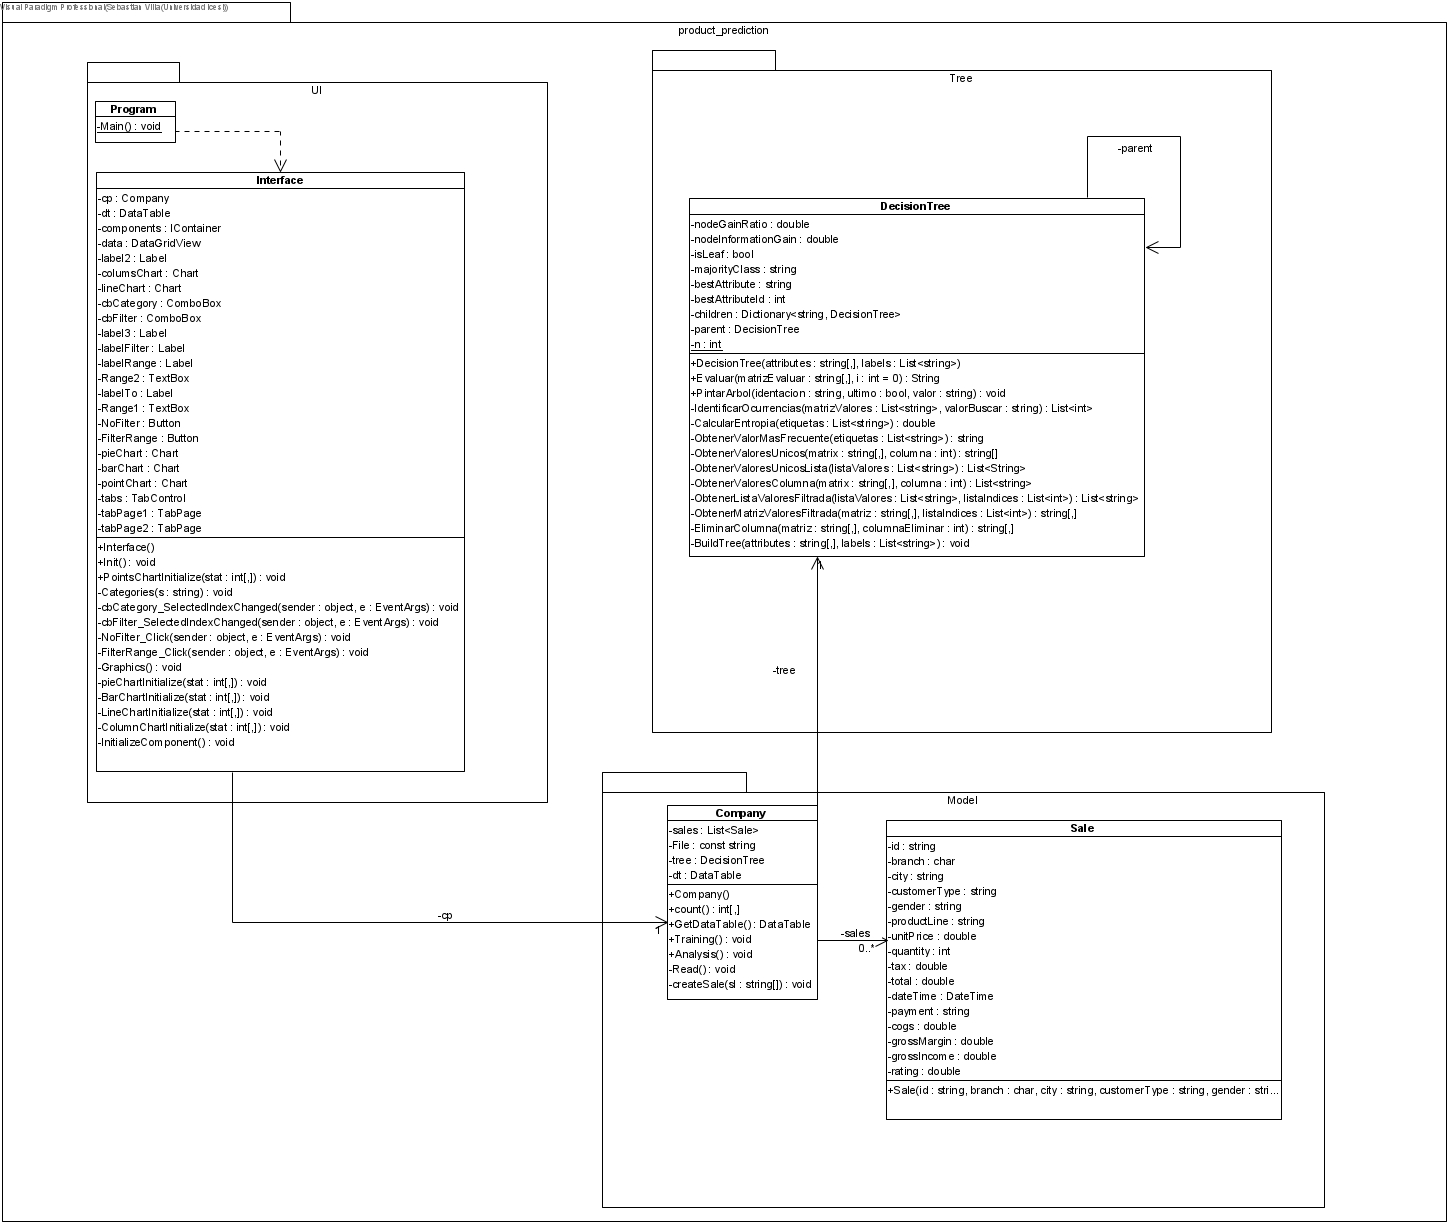 Visual Paradigm Professional(Sebastian Villa(Universidad Icesi))
product_prediction
UI
Program
-Main() : void
Interface
-cp : Company
-dt : DataTable
-components : IContainer
-data : DataGridView
-label2 : Label
-columsChart : Chart
-lineChart : Chart
-cbCategory : ComboBox
-cbFilter : ComboBox
-label3 : Label
-labelFilter : Label
-labelRange : Label
-Range2 : TextBox
-labelTo : Label
-Range1 : TextBox
-NoFilter : Button
-FilterRange : Button
-pieChart : Chart
-barChart : Chart
-pointChart : Chart
-tabs : TabControl
-tabPage1 : TabPage
-tabPage2 : TabPage
+Interface()
+Init() : void
+PointsChartInitialize(stat : int[,]) : void
-Categories(s : string) : void
-cbCategory_SelectedIndexChanged(sender : object, e : EventArgs) : void
-cbFilter_SelectedIndexChanged(sender : object, e : EventArgs) : void
-NoFilter_Click(sender : object, e : EventArgs) : void
-FilterRange_Click(sender : object, e : EventArgs) : void
-Graphics() : void
-pieChartInitialize(stat : int[,]) : void
-BarChartInitialize(stat : int[,]) : void
-LineChartInitialize(stat : int[,]) : void
-ColumnChartInitialize(stat : int[,]) : void
-InitializeComponent() : void
Tree
-parent
DecisionTree
-nodeGainRatio : double
-nodeInformationGain : double
-isLeaf : bool
-majorityClass : string
-bestAttribute : string
-bestAttributeId : int
-children : Dictionary<string, DecisionTree>
-parent : DecisionTree
-n : int
+DecisionTree(attributes : string[,], labels : List<string>)
+Evaluar(matrizEvaluar : string[,], i : int = 0) : String
+PintarArbol(identacion : string, ultimo : bool, valor : string) : void
-IdentificarOcurrencias(matrizValores : List<string>, valorBuscar : string) : List<int>
-CalcularEntropia(etiquetas : List<string>) : double
-ObtenerValorMasFrecuente(etiquetas : List<string>) : string
-ObtenerValoresUnicos(matrix : string[,], columna : int) : string[]
-ObtenerValoresUnicosLista(listaValores : List<string>) : List<String>
-ObtenerValoresColumna(matrix : string[,], columna : int) : List<string>
-ObtenerListaValoresFiltrada(listaValores : List<string>, listaIndices : List<int>) : List<string>
-ObtenerMatrizValoresFiltrada(matriz : string[,], listaIndices : List<int>) : string[,]
-EliminarColumna(matriz : string[,], columnaEliminar : int) : string[,]
-BuildTree(attributes : string[,], labels : List<string>) : void
1
-tree
-cp
1
Model
Company
-sales : List<Sale>
-File : const string
-tree : DecisionTree
-dt : DataTable
+Company()
+count() : int[,]
+GetDataTable() : DataTable
+Training() : void
+Analysis() : void
-Read() : void
-createSale(sl : string[]) : void
-sales
0..*
Sale
-id : string
-branch : char
-city : string
-customerType : string
-gender : string
-productLine : string
-unitPrice : double
-quantity : int
-tax : double
-total : double
-dateTime : DateTime
-payment : string
-cogs : double
-grossMargin : double
-grossIncome : double
-rating : double
+Sale(id : string, branch : char, city : string, customerType : string, gender : stri...